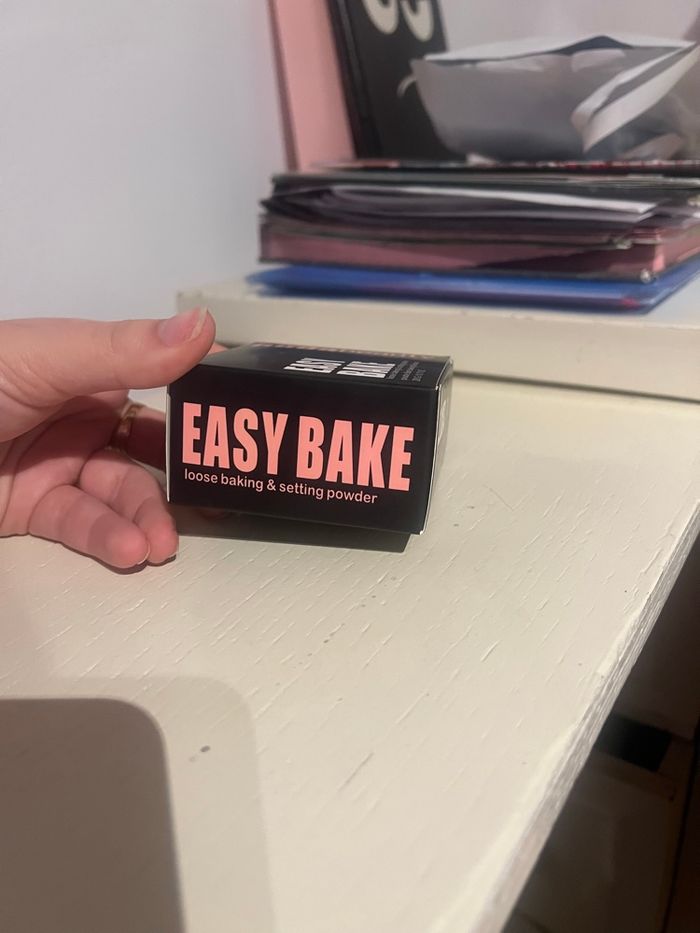 EASY
BAKE
EASY BAKE
loose baking & setting powder